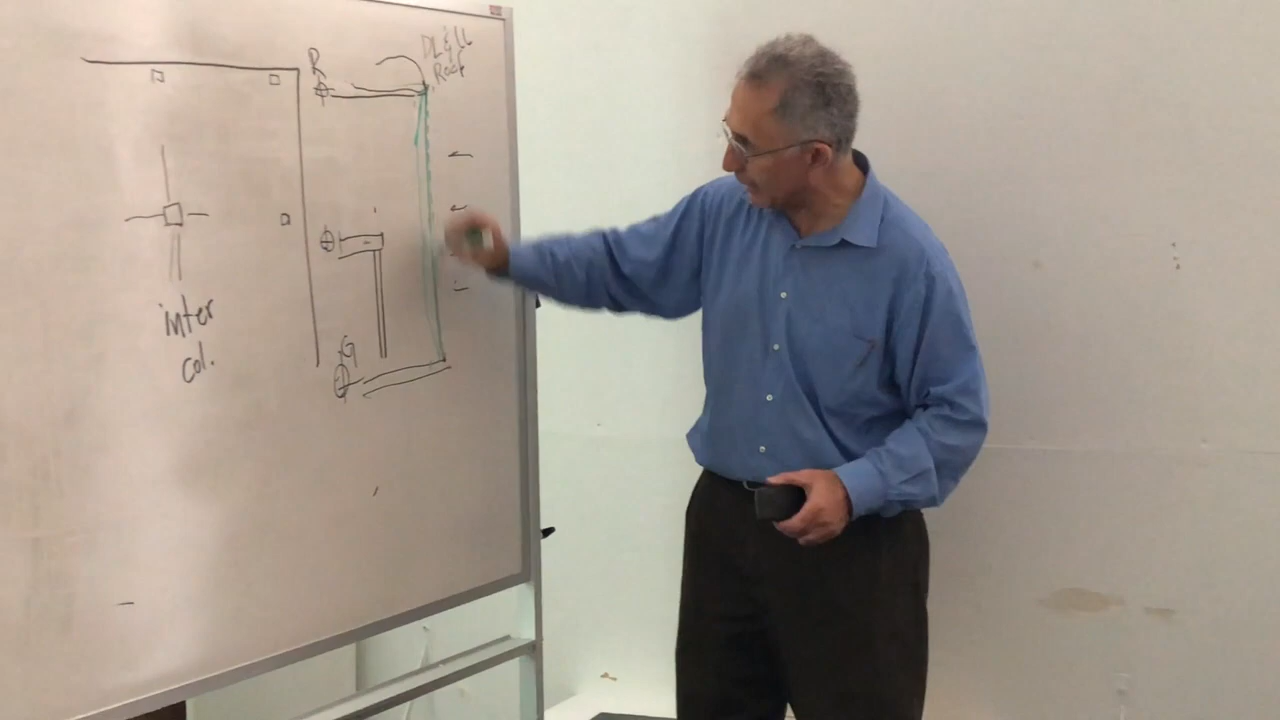 R
DL & LL
Roof
G
inter
col.